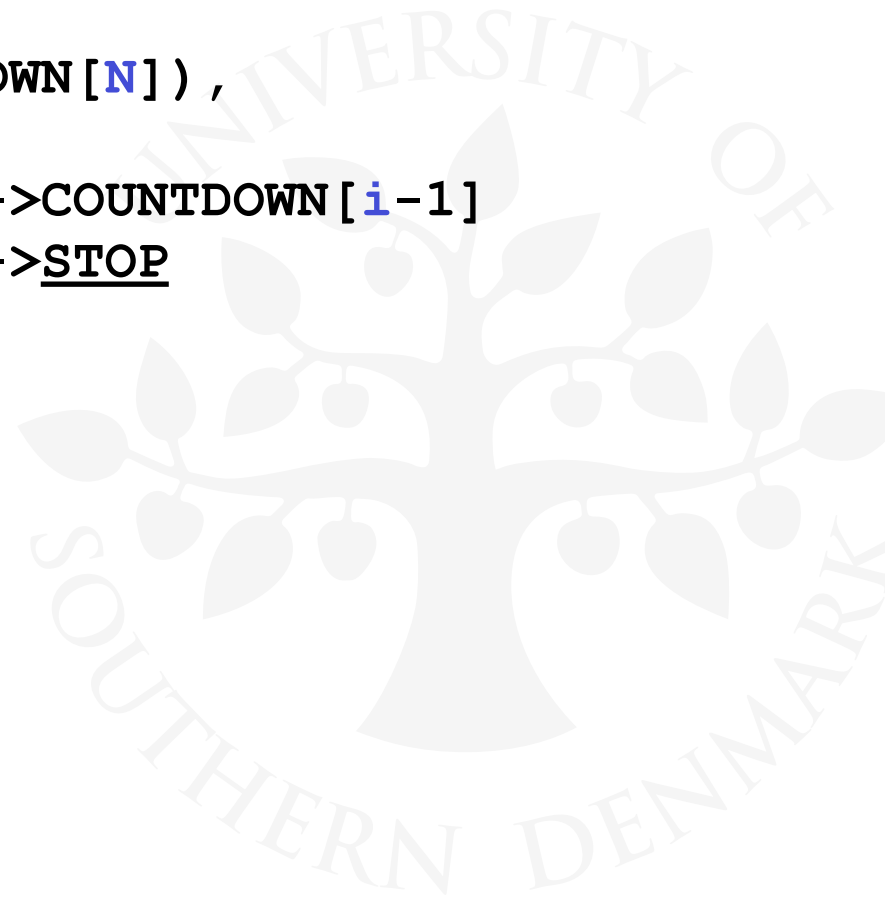 OWN[N]),
->COUNTDOWN[i-1]
->STOP
UNIVERSITY OF
SOUTHERN DENMARK